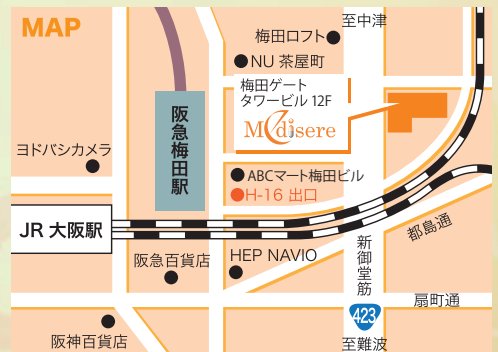 MAP
至中津
梅田ロフト
NU 茶屋町
梅田ゲート
タワービル 12F
Medisere
阪急梅田駅
ヨドバシカメラ
ABCマート梅田ビル
H-16 出口
JR 大阪駅
都島通
阪急百貨店
HEP NAVIO
新御堂筋
扇町通
423
阪神百貨店
至難波